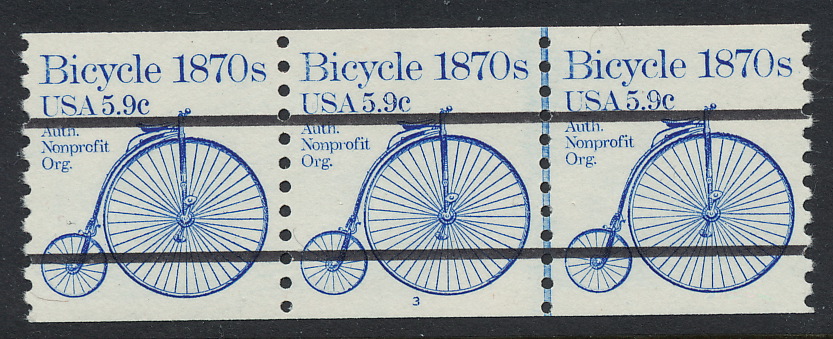 Bicycle 1870s
USA 5.9c
Auth.
Nonprofit
Org.
Bicycle 1870s
USA 5.9c
Auth.
Nonprofit
Org.
3
Bicycle 1870s
USA 5.9c
Auth.
Nonprofit
Org.